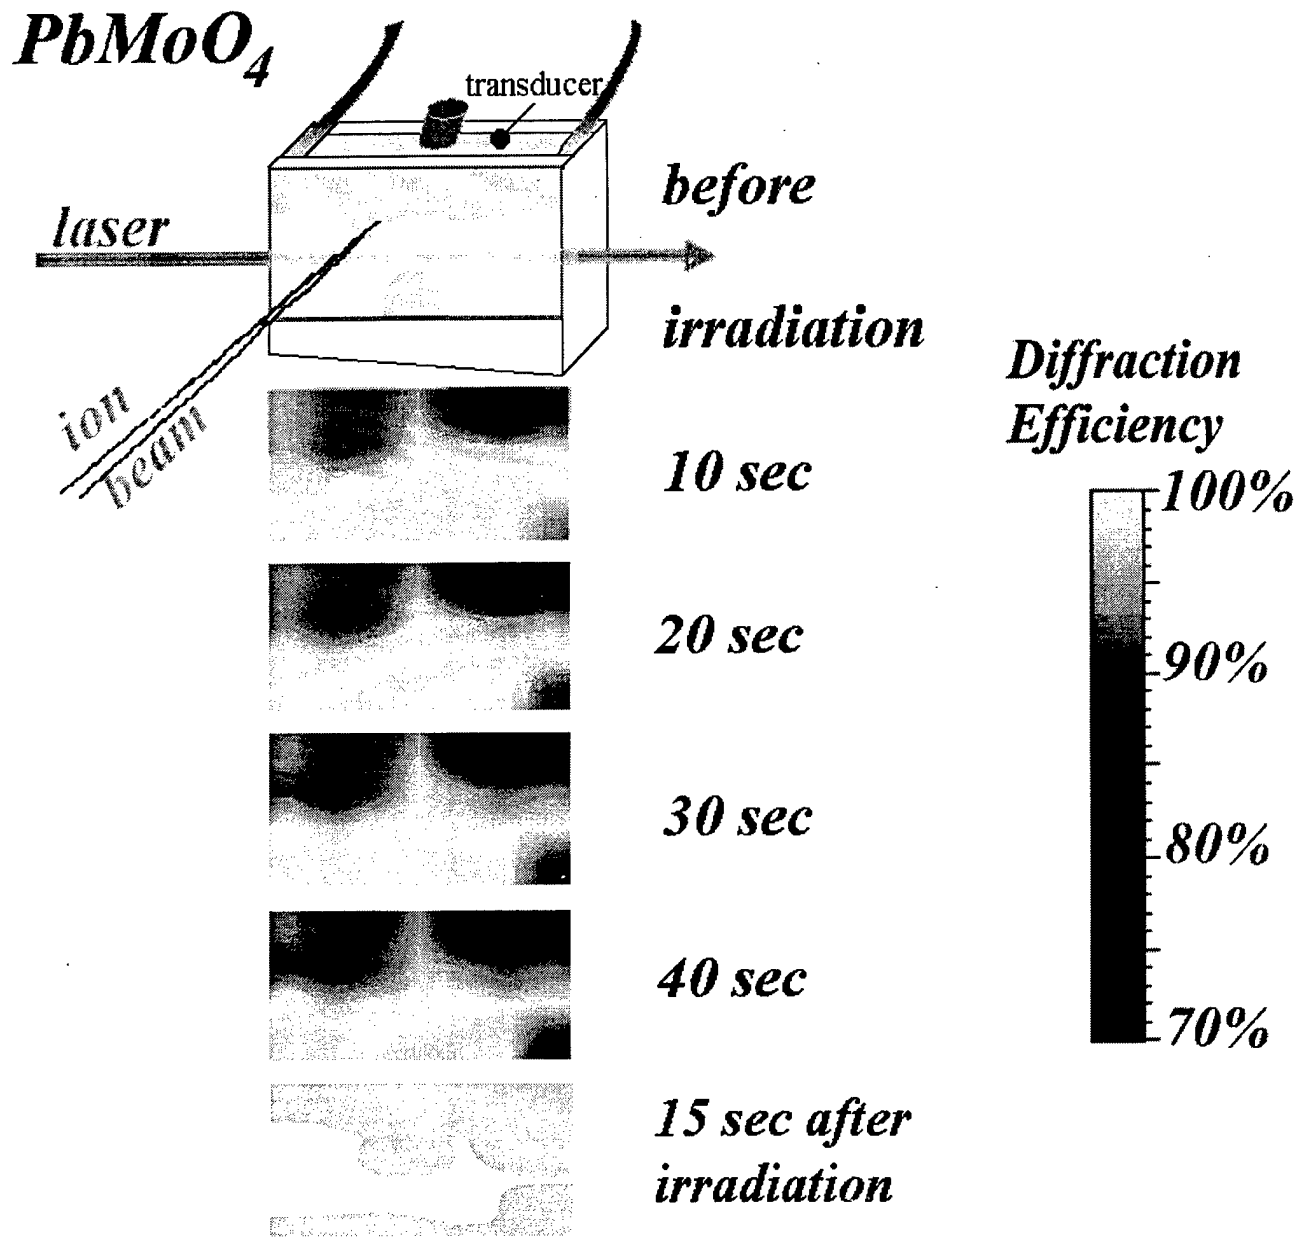 PbMoO4
transducer
laser
before
irradiation
ion
beam
Diffraction
Efficiency
100%
90%
80%
70%
10 sec
20 sec
30 sec
40 sec
15 sec after
irradiation